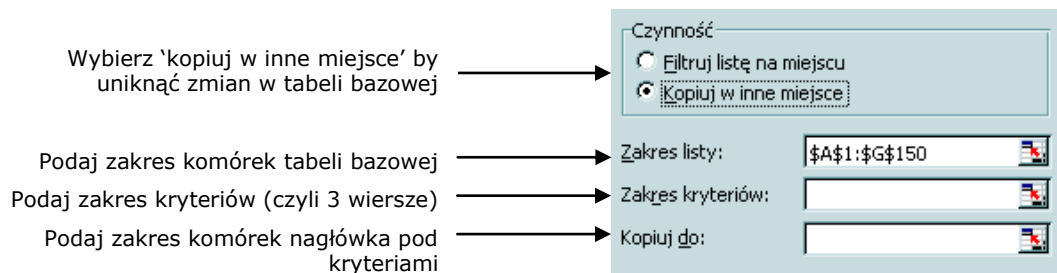 Wybierz ‘kopiuj w inne miejsce’ by
uniknąć zmian w tabeli bazowej
Podaj zakres komórek tabeli bazowej
Podaj zakres kryteriów (czyli 3 wiersze)
Podaj zakres komórek nagłówka pod
kryteriami
Czynność
Filtruj listę na miejscu
Kopiuj w inne miejsce
Zakres listy: $A$1:$G$150
Zakres kryteriów:
Kopiuj do: